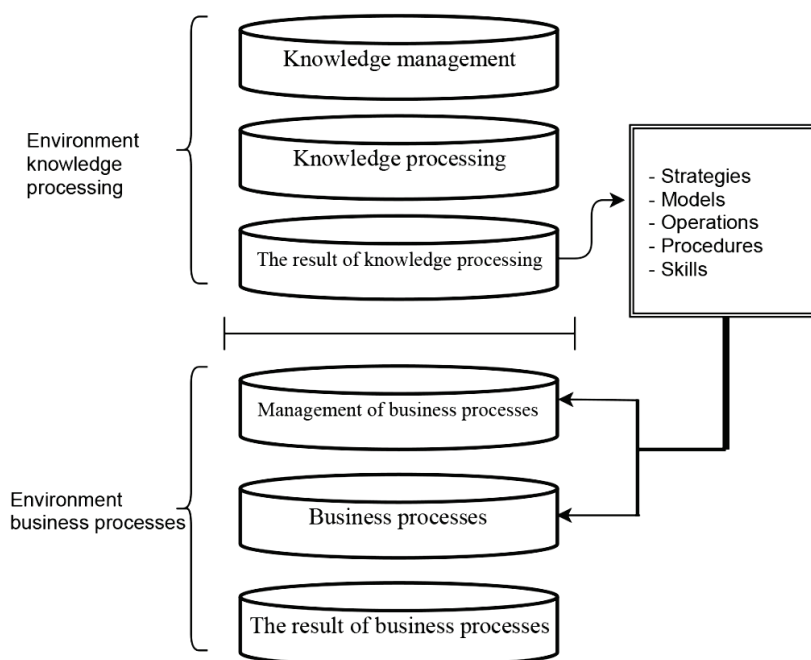 Knowledge management
Environment
knowledge
processing
Knowledge processing
The result of knowledge processing
- Strategies
- Models
- Operations
- Procedures
- Skills
Management of business processes
Environment
business processes
Business processes
The result of business processes